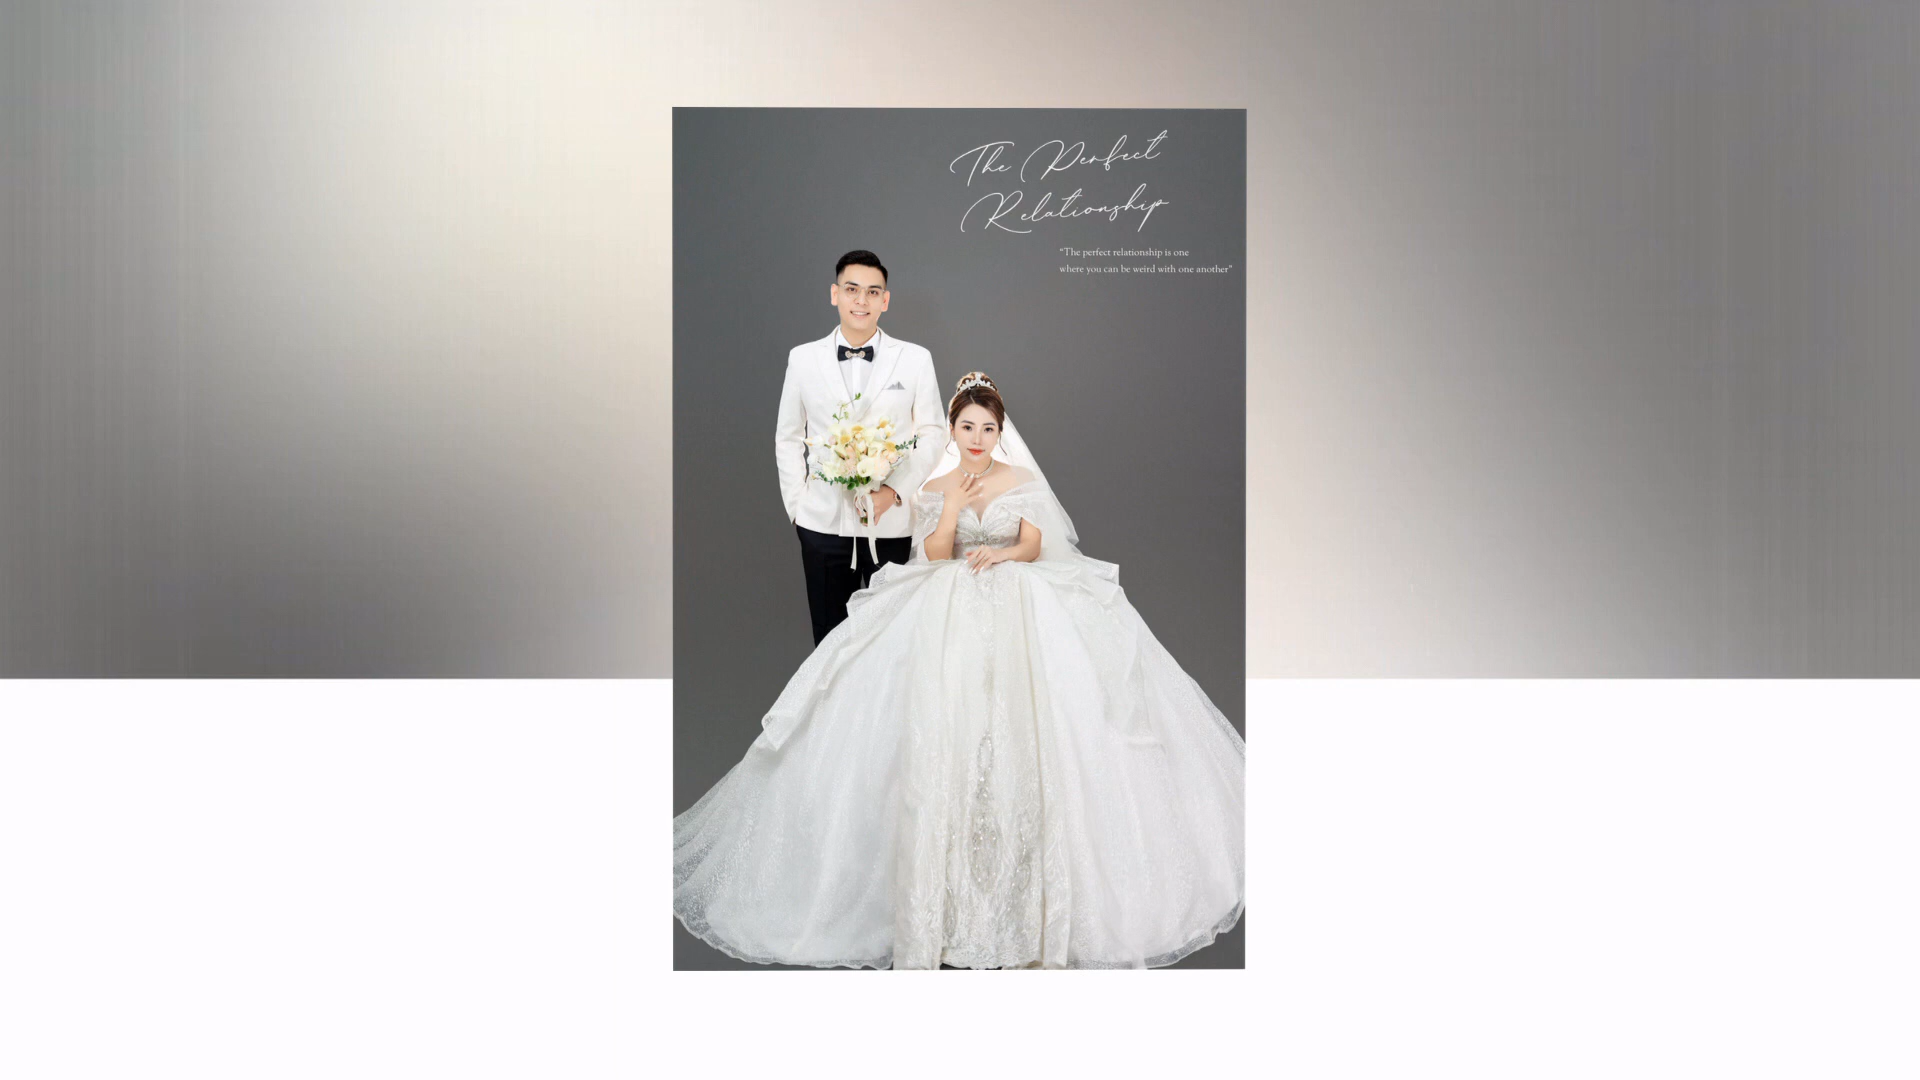 The Perfect
Relationship
“The perfect relationship is one
where you can be weird with one another”